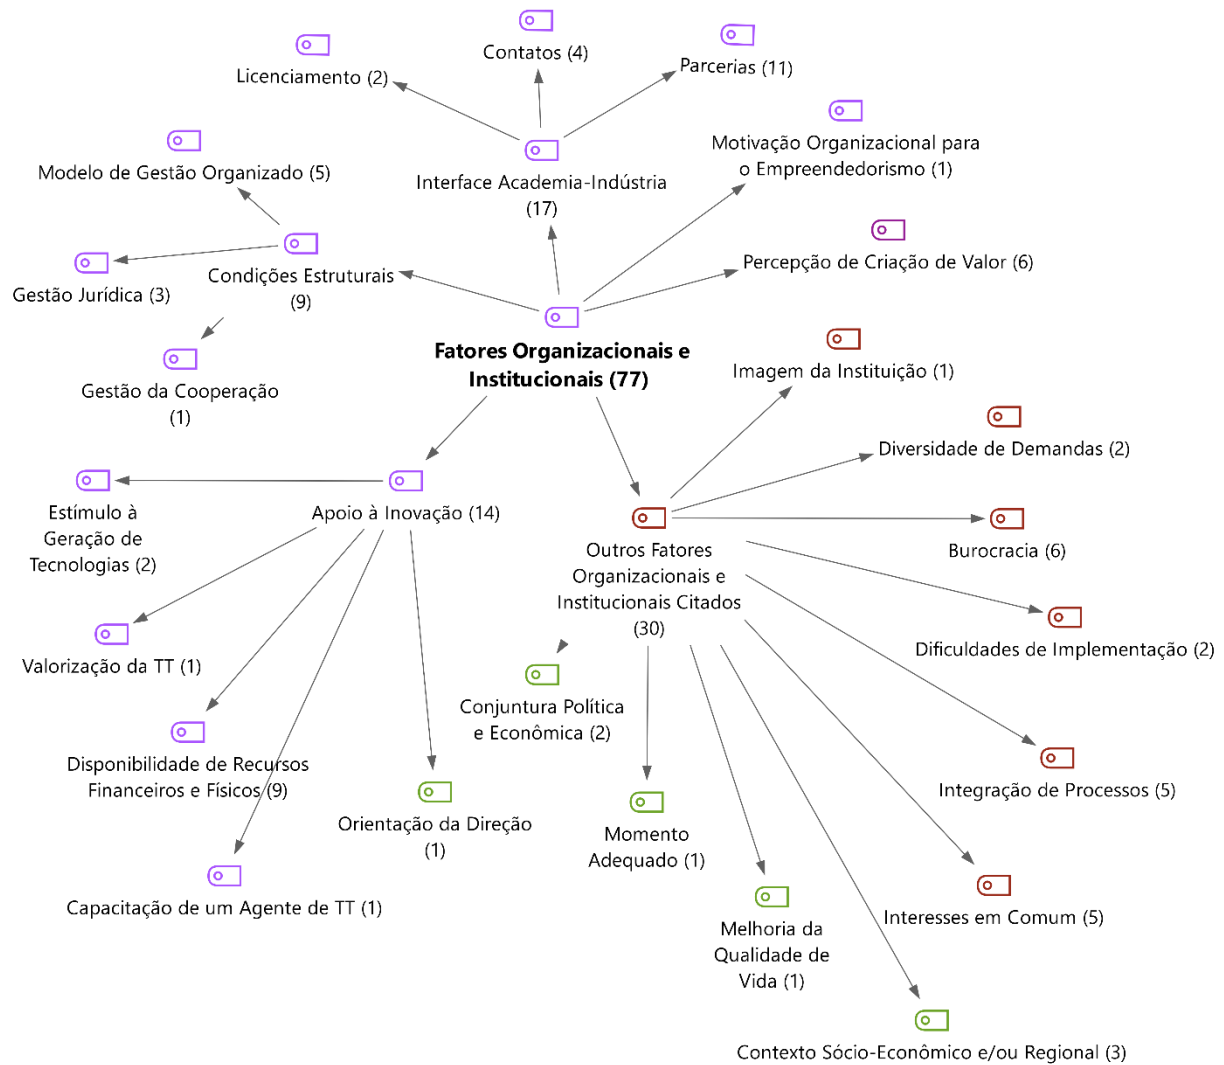 Contatos (4)
Licenciamento (2)
Parcerias (11)
Motivação Organizacional para
o Empreendedorismo (1)
Modelo de Gestão Organizado (5)
Interface Academia-Indústria
(17)
Percepção de Criação de Valor (6)
Gestão Jurídica (3)
Condições Estruturais
(9)
Fatores Organizacionais e
Institucionais (77)
Imagem da Instituição (1)
Gestão da Cooperação
(1)
Diversidade de Demandas (2)
Estímulo à
Geração de
Tecnologias (2)
Apoio à Inovação (14)
Outros Fatores
Organizacionais e
Institucionais Citados
(30)
Burocracia (6)
Valorização da TT (1)
Dificuldades de Implementação (2)
Conjuntura Política
e Econômica (2)
Disponibilidade de Recursos
Financeiros e Físicos (9)
Integração de Processos (5)
Orientação da Direção
(1)
Momento
Adequado (1)
Capacitação de um Agente de TT (1)
Interesses em Comum (5)
Melhoria da
Qualidade de
Vida (1)
Contexto Sócio-Econômico e/ou Regional (3)